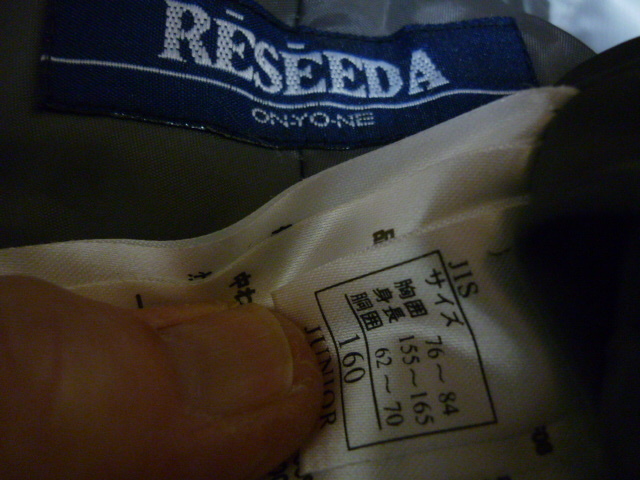 RĒSĒEDA
ON·YO·NE
JIS
サイズ
胸囲 76～84
身長 155～165
胴囲 62～70
160
JUNIOR